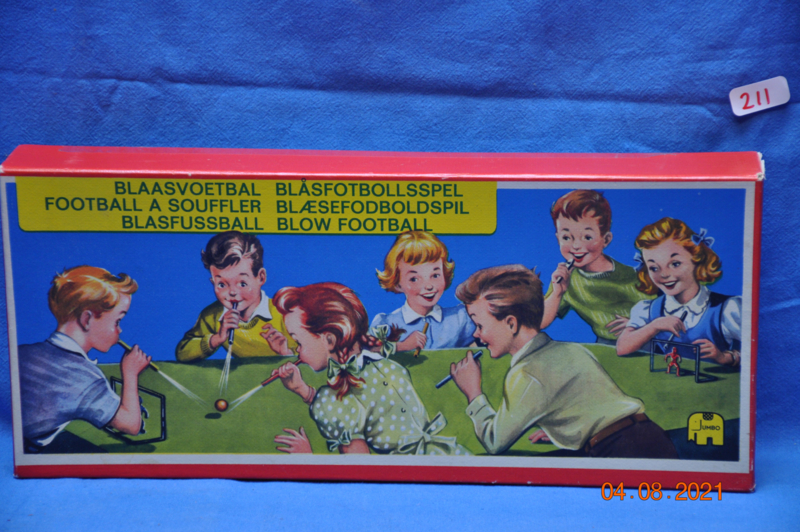 211
BLAASVOETBAL BLÅSFOTBOLLSSPEL
FOOTBALL A SOUFFLER BLÆSEFODBOLDSPIL
BLASFUSSBALL BLOW FOOTBALL
JUMBO
04.08.2021